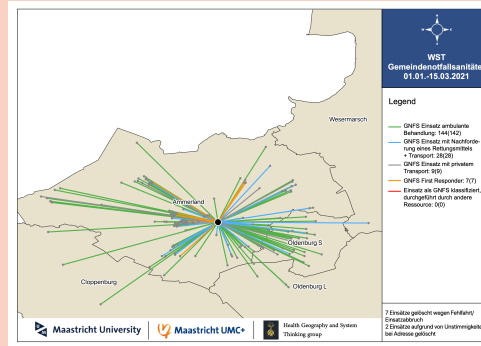 WST
Gemeindenotfallsanitäte
01.01.-15.03.2021
Legend
GNFS Einsatz ambulante
Behandlung: 144(142)
GNFS Einsatz mit Nachforde-
rung eines Rettungsmittels
+ Transport: 28(28)
GNFS Einsatz mit privatem
Transport: 9(9)
GNFS First Responder: 7(7)
Einsatz als GNFS klassifiziert,
durchgeführt durch andere
Ressource: 0(0)
7 Einsätze gelöscht wegen Fehlfahrt/
Einsatzabbruch
2 Einsätze aufgrund von Unstimmigkeite
bei Adresse gelöscht
Wesermarsch
Ammerland
Oldenburg S
Cloppenburg
Oldenburg L
Maastricht University
Maastricht UMC+
Health Geography and System
Thinking group